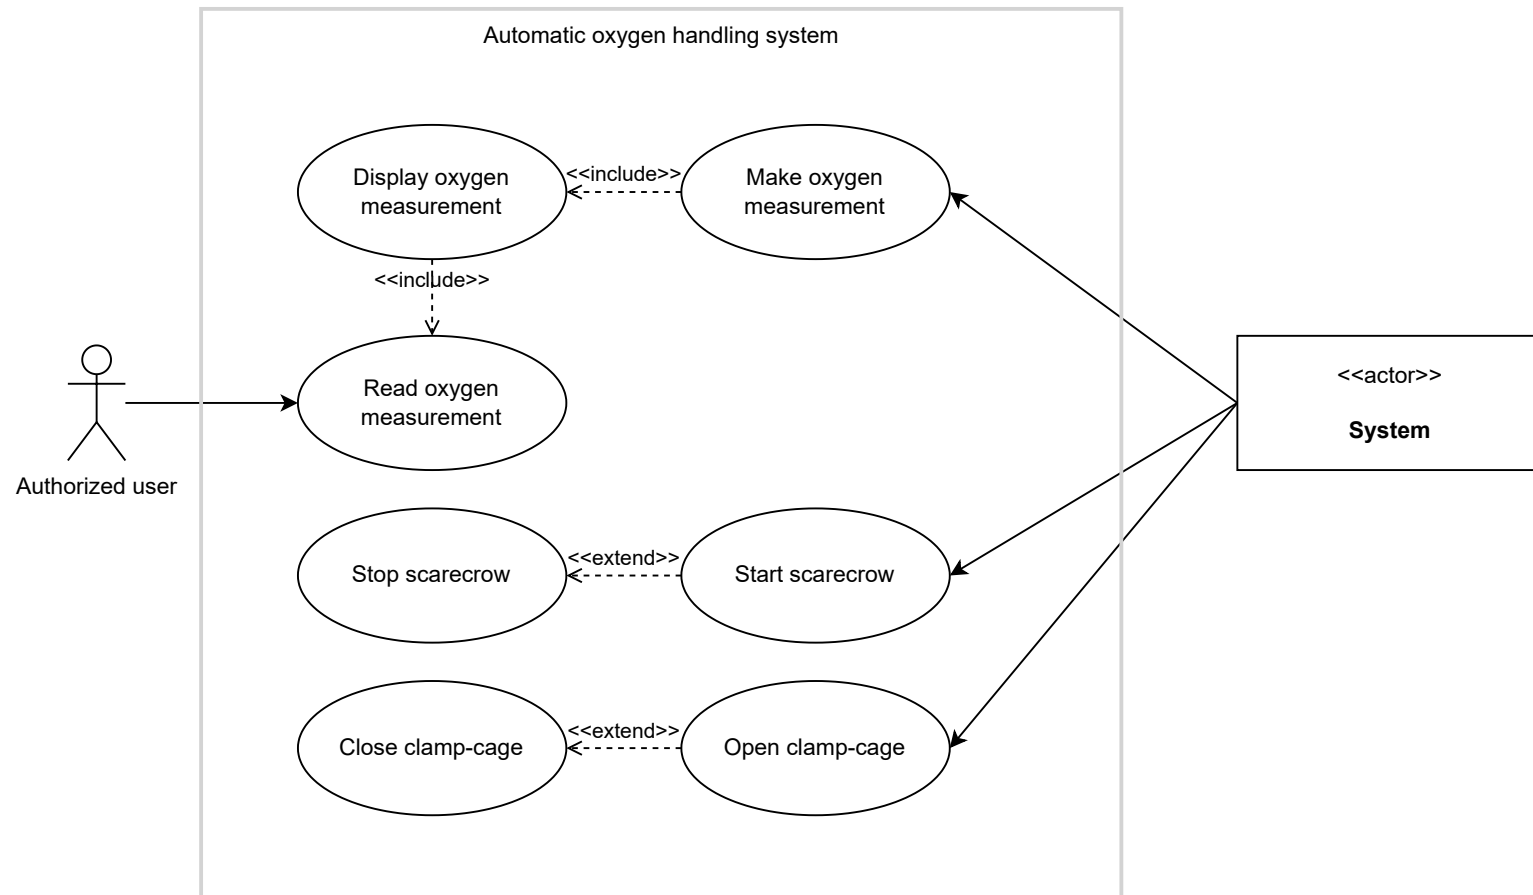 Automatic oxygen handling system
Display oxygen
measurement
<<include>>
Make oxygen
measurement
<<include>>
Read oxygen
measurement
Authorized user
<<actor>>
System
Stop scarecrow
<<extend>>
Start scarecrow
Close clamp-cage
<<extend>>
Open clamp-cage